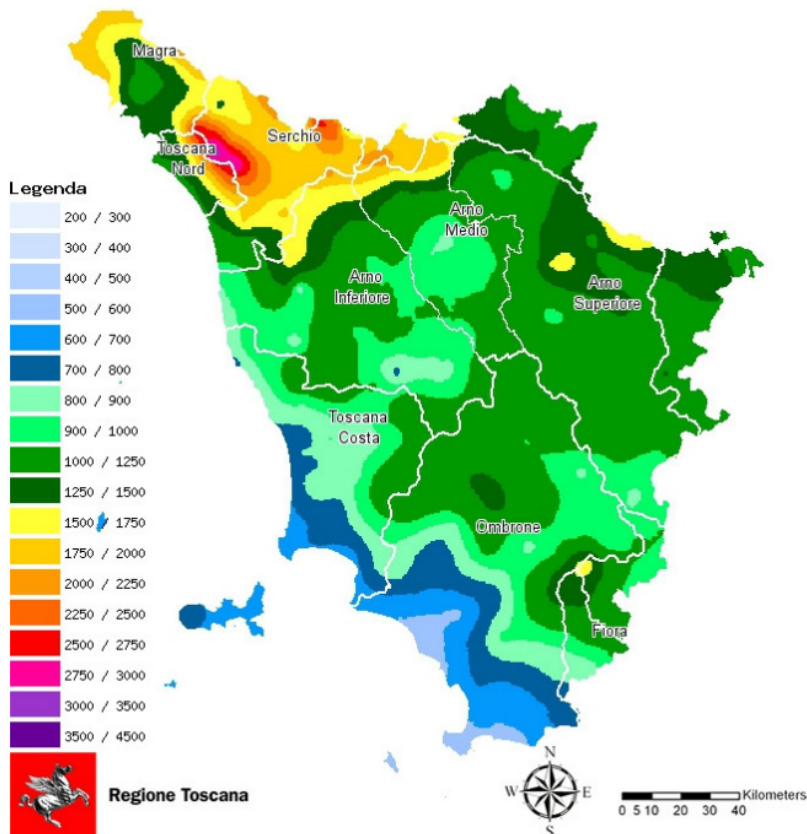 Magra
Serchio
Toscana
Nord
Arno
Medio
Arno
Inferiore
Arno
Superiore
Toscana
Costa
Ombrone
Fiora
Legenda
200 / 300
300 / 400
400 / 500
500 / 600
600 / 700
700 / 800
800 / 900
900 / 1000
1000 / 1250
1250 / 1500
1500 / 1750
1750 / 2000
2000 / 2250
2250 / 2500
2500 / 2750
2750 / 3000
3000 / 3500
3500 / 4500
Regione Toscana
N
W E
S
Kilometers
0 5 10 20 30 40